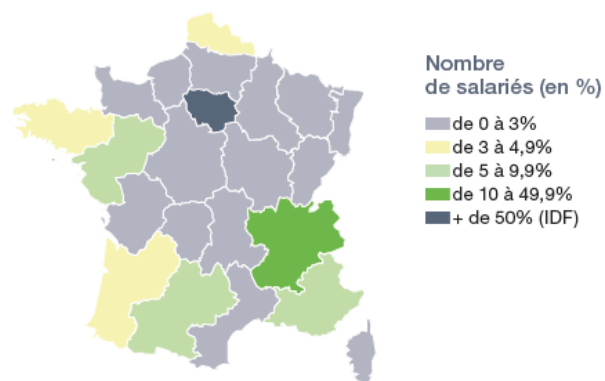 Nombre
de salariés (en %)
de 0 à 3%
de 3 à 4,9%
de 5 à 9,9%
de 10 à 49,9%
+ de 50% (IDF)